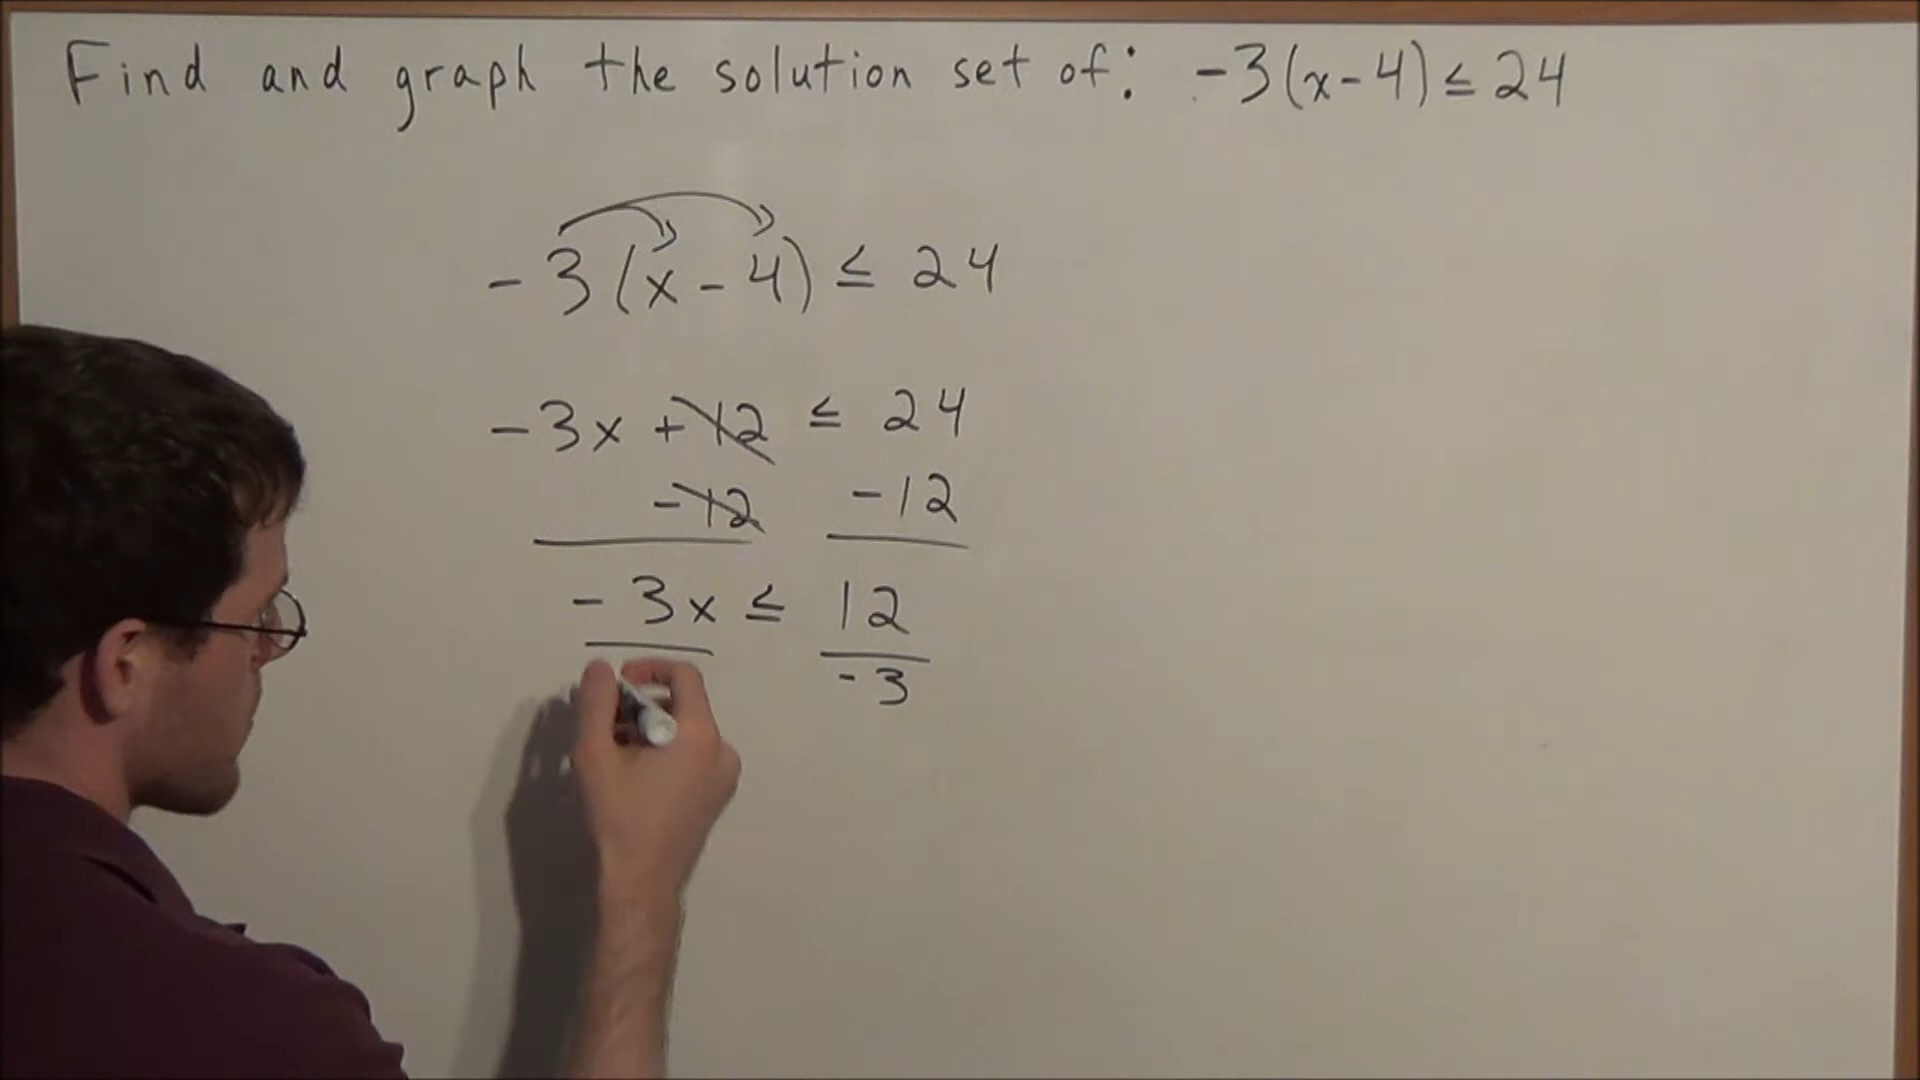 Find and graph the solution set of: -3(x-4)≤24
-3(x-4)≤24
-3x+12≤24
-12 -12
-3x≤12
-3